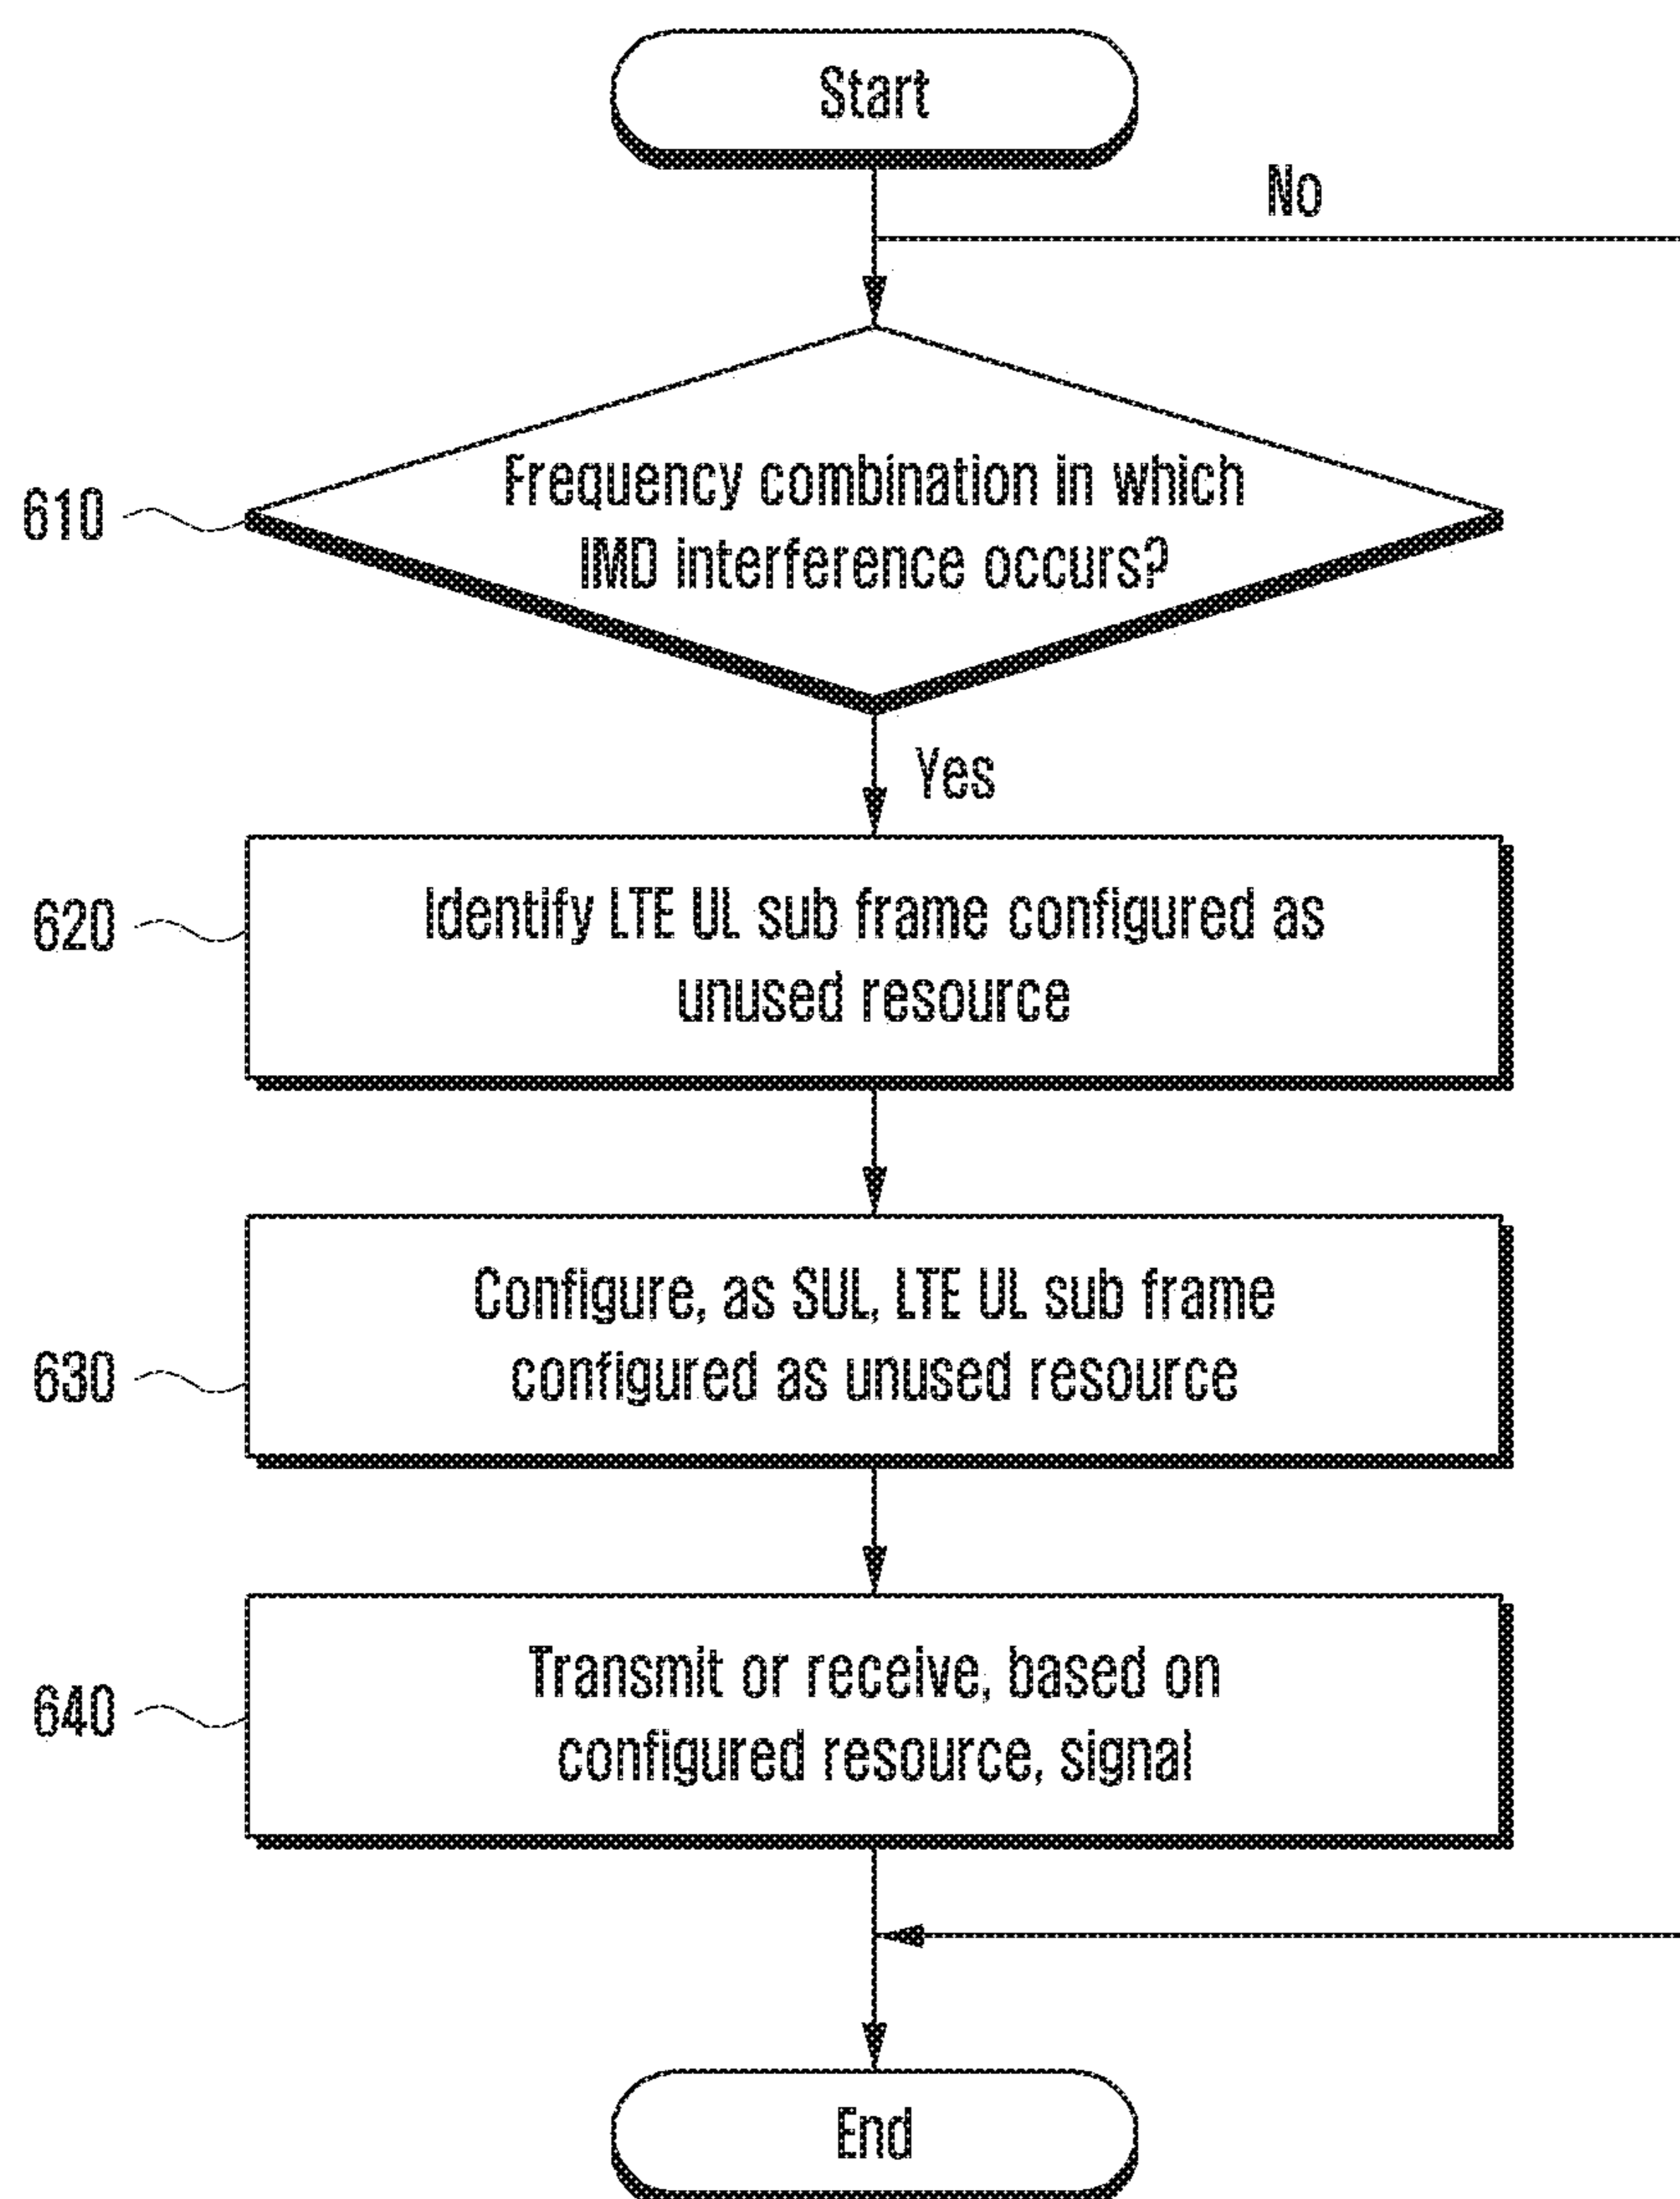 Start
No
610
Frequency combination in which
IMD interference occurs?
Yes
620
Identify LTE UL sub frame configured as
unused resource
630
Configure, as SUL, LTE UL sub frame
configured as unused resource
640
Transmit or receive, based on
configured resource, signal
End